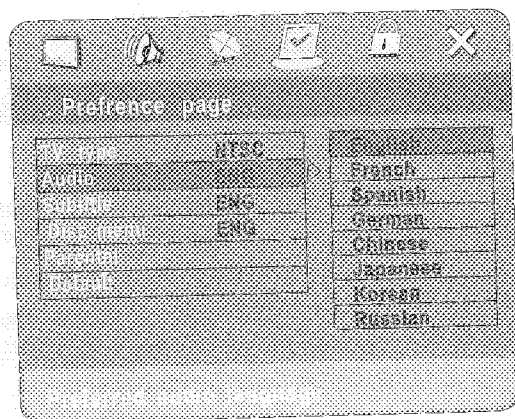 Prefrence page
TV Type NTSC
Audio ENG
Subtitle ENG
Disc menu ENG
Parental
Default
English
French
Spanish
German
Chinese
Japanese
Korean
Russian